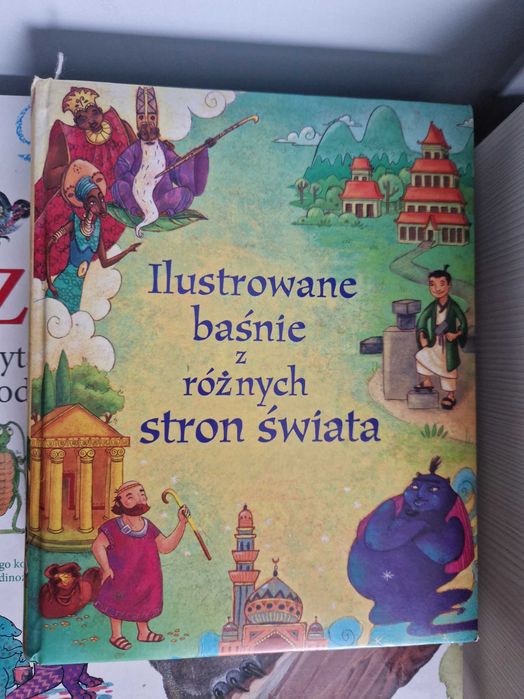 Ilustrowane
baśnie
z
różnych
stron świata